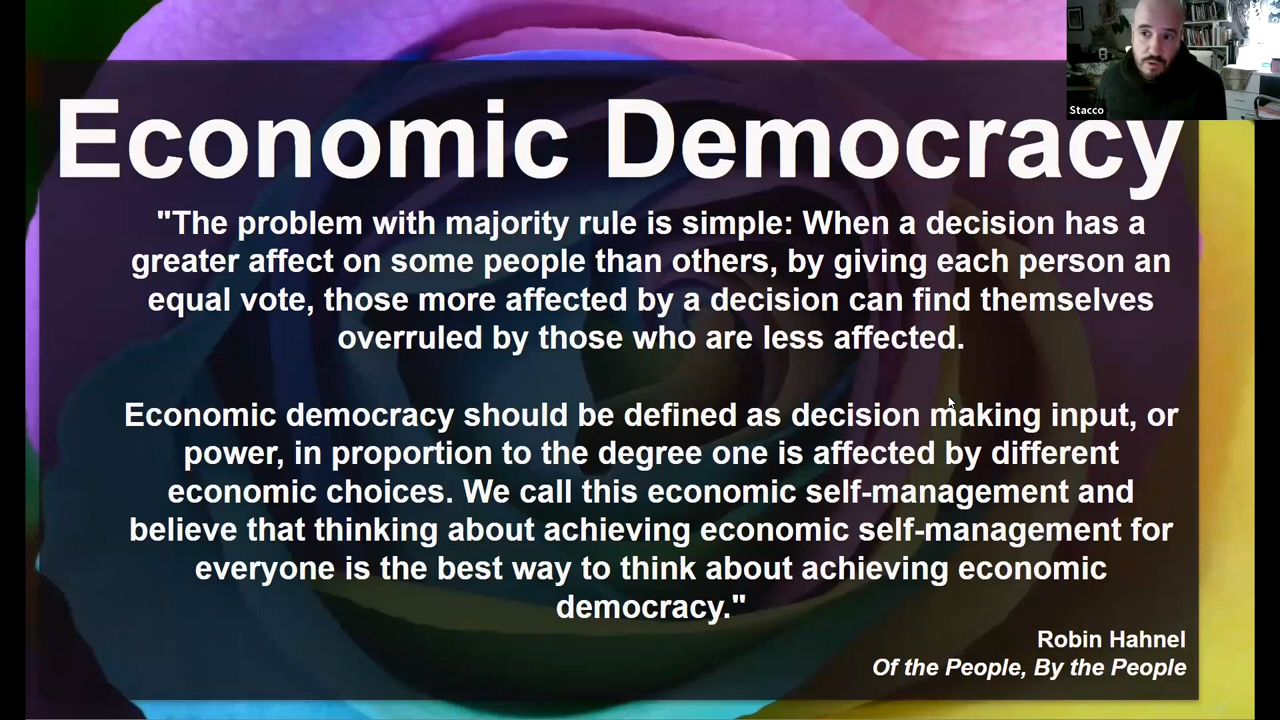 Stacco
Economic Democracy
"The problem with majority rule is simple: When a decision has a
greater affect on some people than others, by giving each person an
equal vote, those more affected by a decision can find themselves
overruled by those who are less affected.
Economic democracy should be defined as decision making input, or
power, in proportion to the degree one is affected by different
economic choices. We call this economic self-management and
believe that thinking about achieving economic self-management for
everyone is the best way to think about achieving economic
democracy."
Robin Hahnel
Of the People, By the People